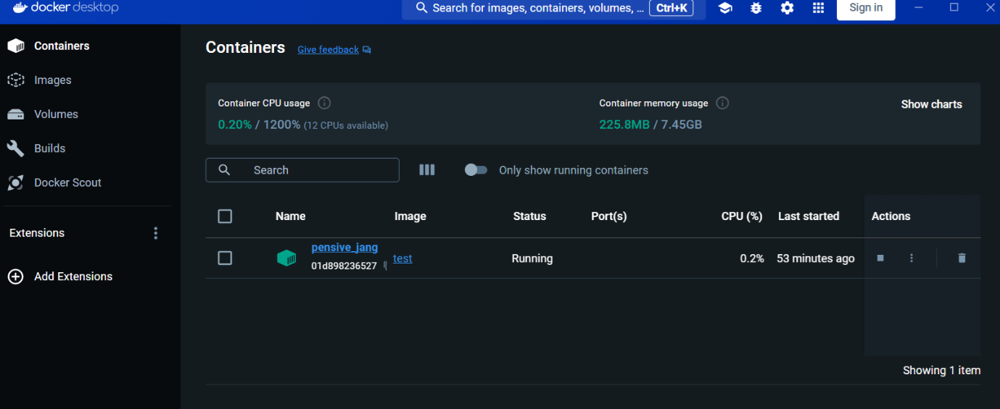 docker desktop
Search for images, containers, volumes, ... Ctrl+K
Sign in
Containers
Images
Volumes
Builds
Docker Scout
Extensions
Add Extensions
Containers Give feedback
Container CPU usage
0.20% / 1200% (12 CPUs available)
Container memory usage
225.8MB / 7.45GB
Show charts
Search
Only show running containers
Name Image Status Port(s) CPU (%) Last started Actions
pensive_jang
01d898236527
test Running 0.2% 53 minutes ago
Showing 1 item